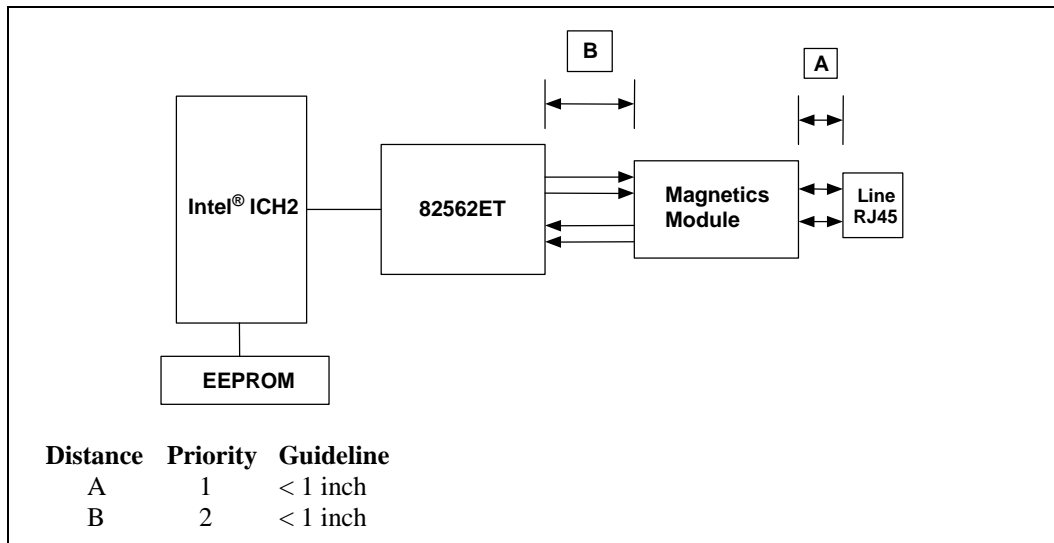 B
A
Intel® ICH2
82562ET
Magnetics
Module
Line
RJ45
EEPROM
Distance Priority Guideline
A 1 < 1 inch
B 2 < 1 inch